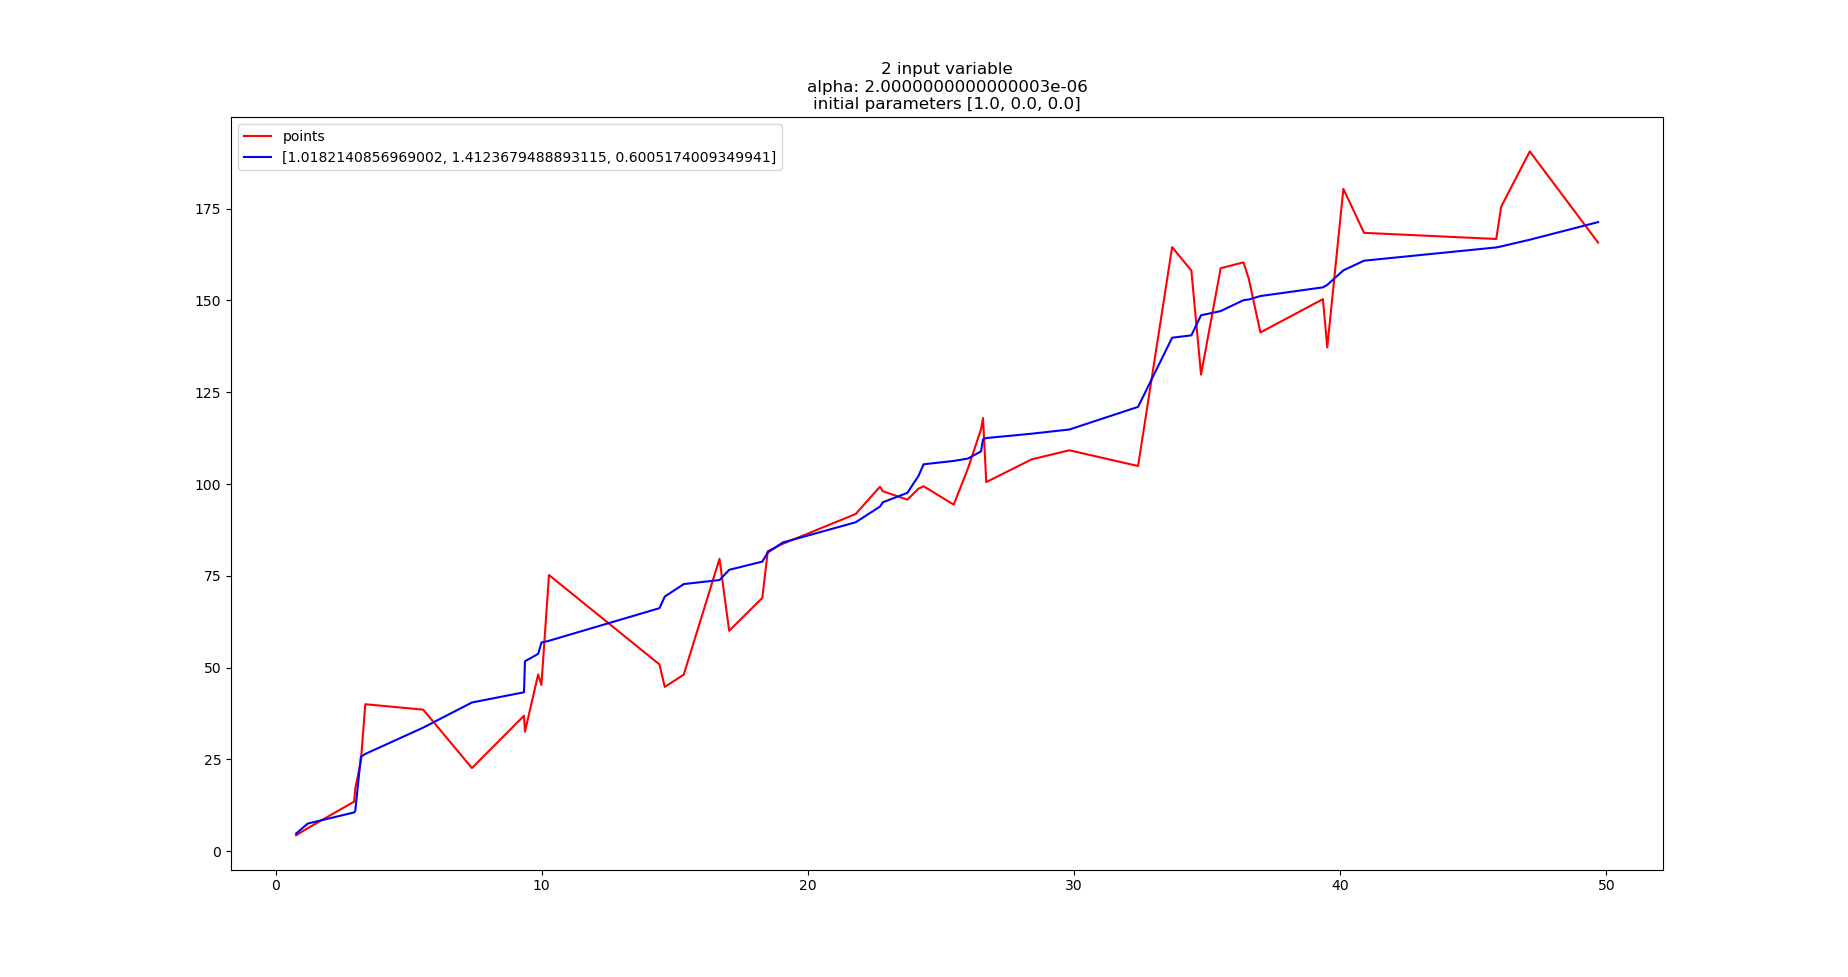 2 input variable
alpha: 2.0000000000000003e-06
initial parameters [1.0, 0.0, 0.0]
points
[1.0182140856969002, 1.4123679488893115, 0.6005174009349941]
175
150
125
100
75
50
25
0
0 10 20 30 40 50